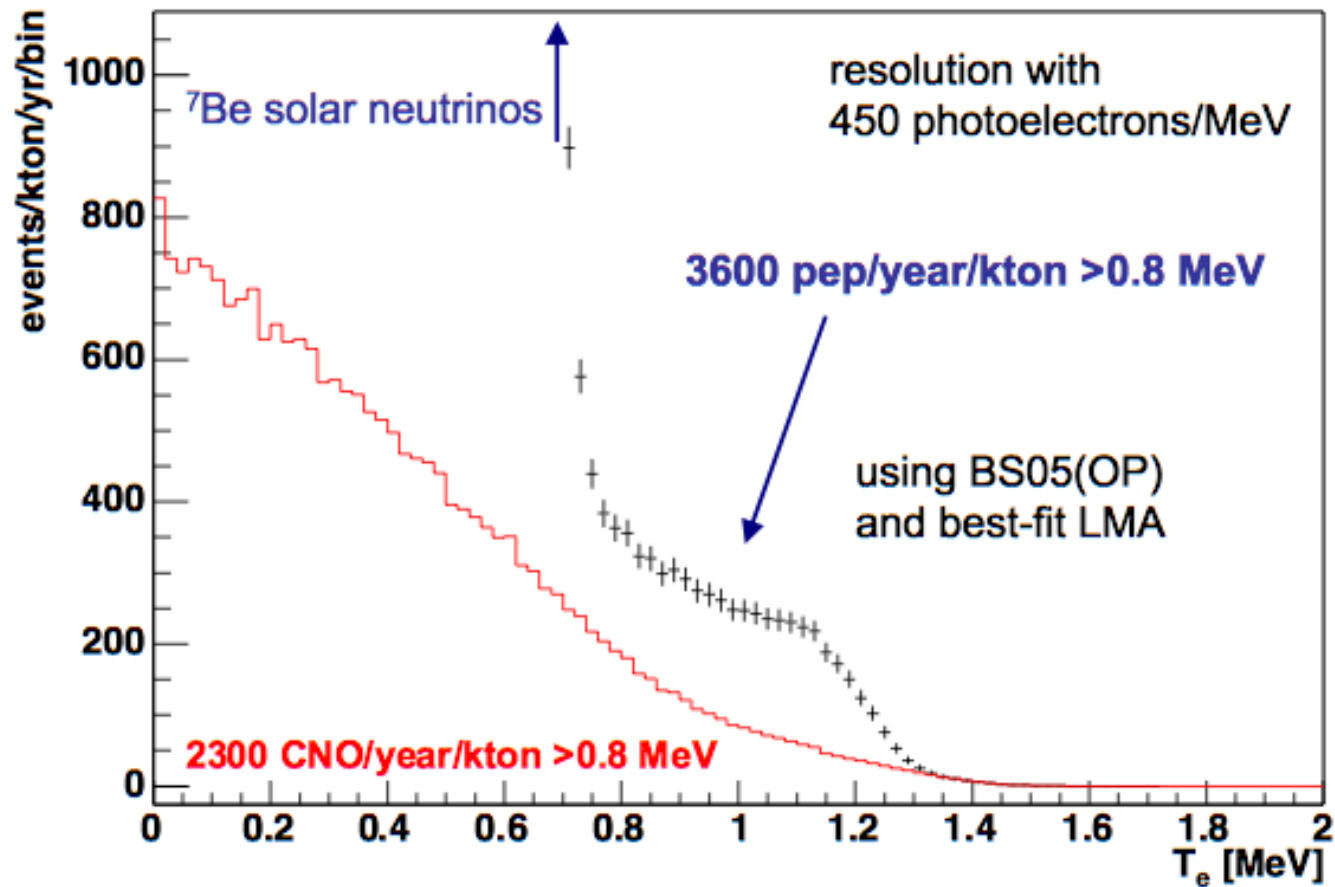 events/kton/yr/bin
1000
800
600
400
200
0
⁷Be solar neutrinos
resolution with
450 photoelectrons/MeV
3600 pep/year/kton >0.8 MeV
using BS05(OP)
and best-fit LMA
2300 CNO/year/kton >0.8 MeV
0 0.2 0.4 0.6 0.8 1 1.2 1.4 1.6 1.8 2
Tₑ [MeV]